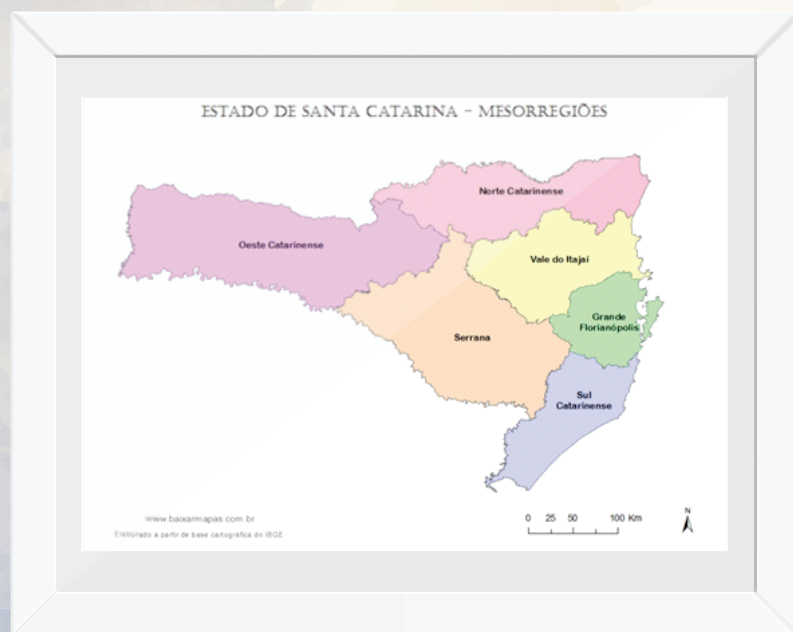 ESTADO DE SANTA CATARINA – MESORREGIÕES
Norte Catarinense
Oeste Catarinense
Vale do Itajaí
Grande
Florianópolis
Serrana
Sul
Catarinense
www.baixarmapas.com.br
Elaborado a partir de base cartográfica do IBGE
0 25 50 100 Km
N